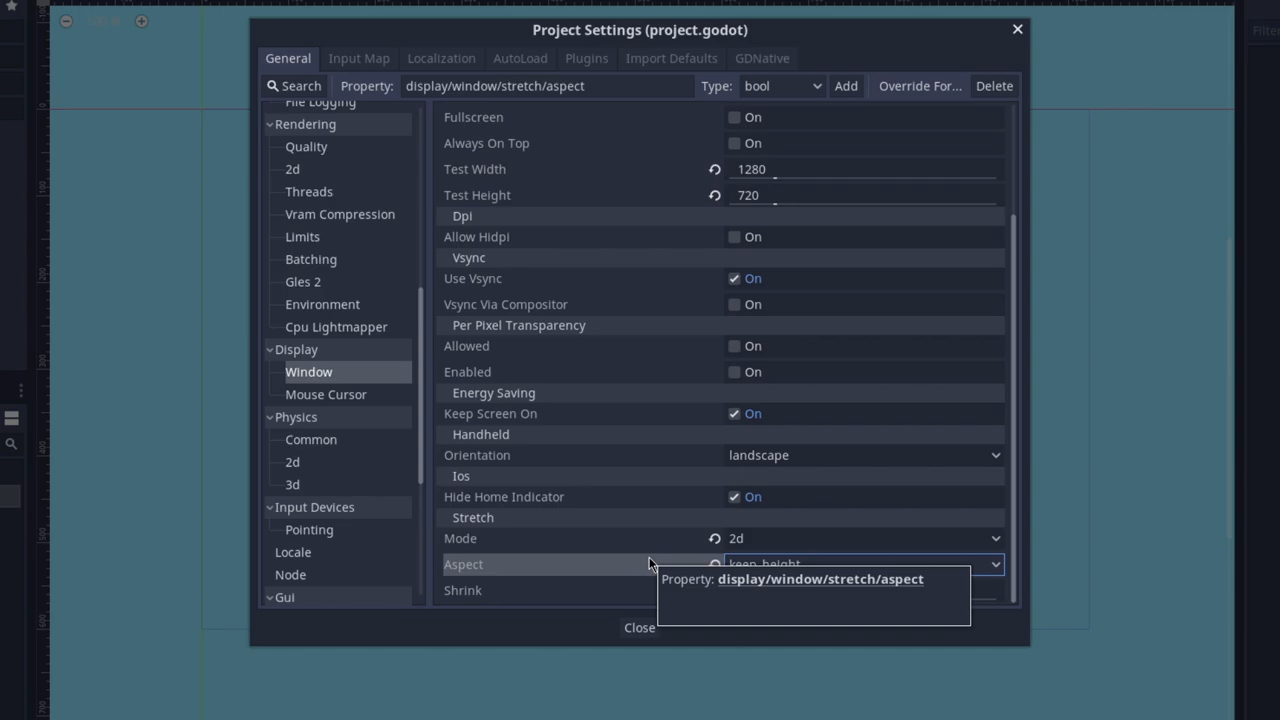 Project Settings (project.godot)
General Input Map Localization AutoLoad Plugins Import Defaults GDNative
Search Property: display/window/stretch/aspect Type: bool Add Override For... Delete
File Logging
Rendering
Quality
2d
Threads
Vram Compression
Limits
Batching
Gles 2
Environment
Cpu Lightmapper
Display
Window
Mouse Cursor
Physics
Common
2d
3d
Input Devices
Pointing
Locale
Node
Gui
Fullscreen On
Always On Top On
Test Width 1280
Test Height 720
Dpi
Allow Hidpi On
Vsync
Use Vsync On
Vsync Via Compositor On
Per Pixel Transparency
Allowed On
Enabled On
Energy Saving
Keep Screen On On
Handheld
Orientation landscape
Ios
Hide Home Indicator On
Stretch
Mode 2d
Aspect keep_height
Property: display/window/stretch/aspect
Shrink
Close